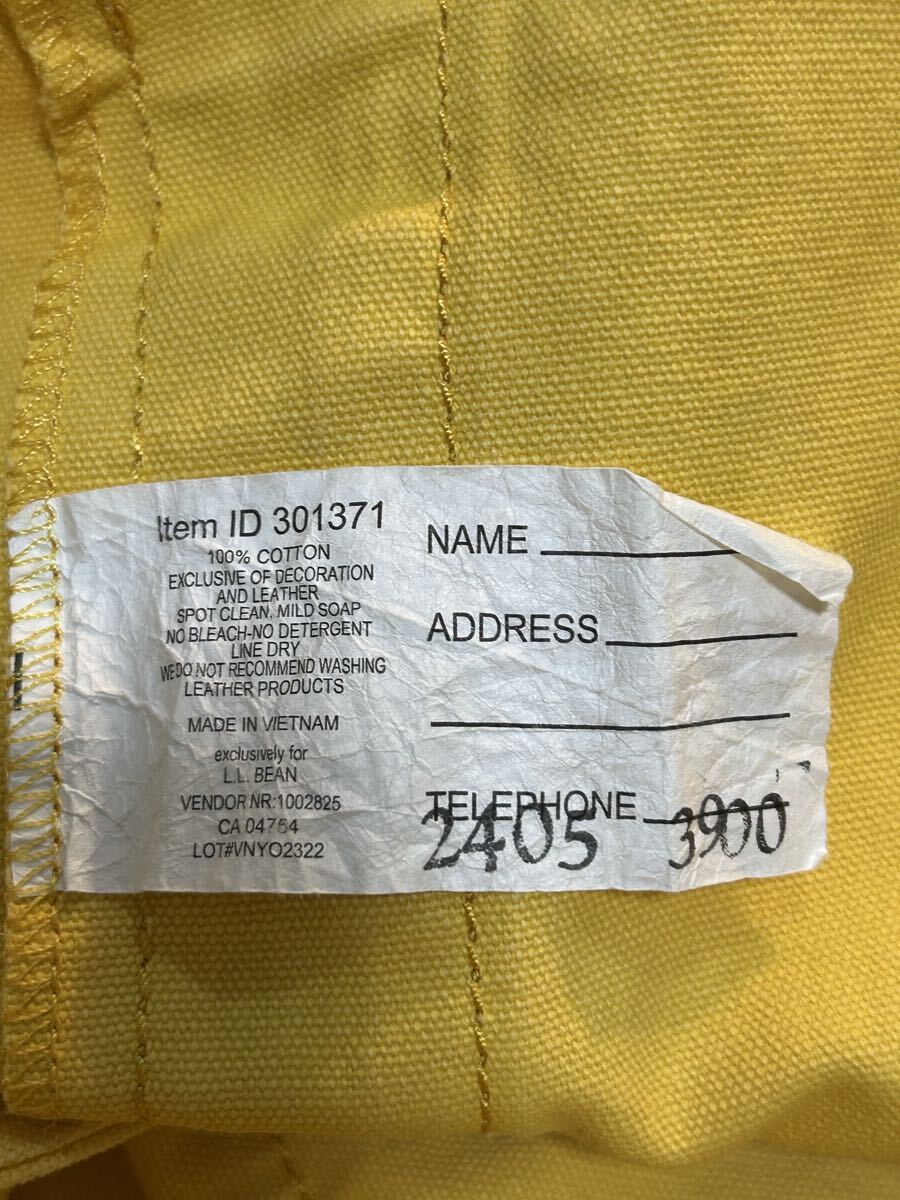 Item ID 301371
100% COTTON
EXCLUSIVE OF DECORATION
AND LEATHER
SPOT CLEAN, MILD SOAP
NO BLEACH-NO DETERGENT
LINE DRY
WE DO NOT RECOMMEND WASHING
LEATHER PRODUCTS
MADE IN VIETNAM
exclusively for
L.L. BEAN
VENDOR NR:1002825
CA 04764
LOT#VNYO2322
NAME
ADDRESS
TELEPHONE
2405 3900